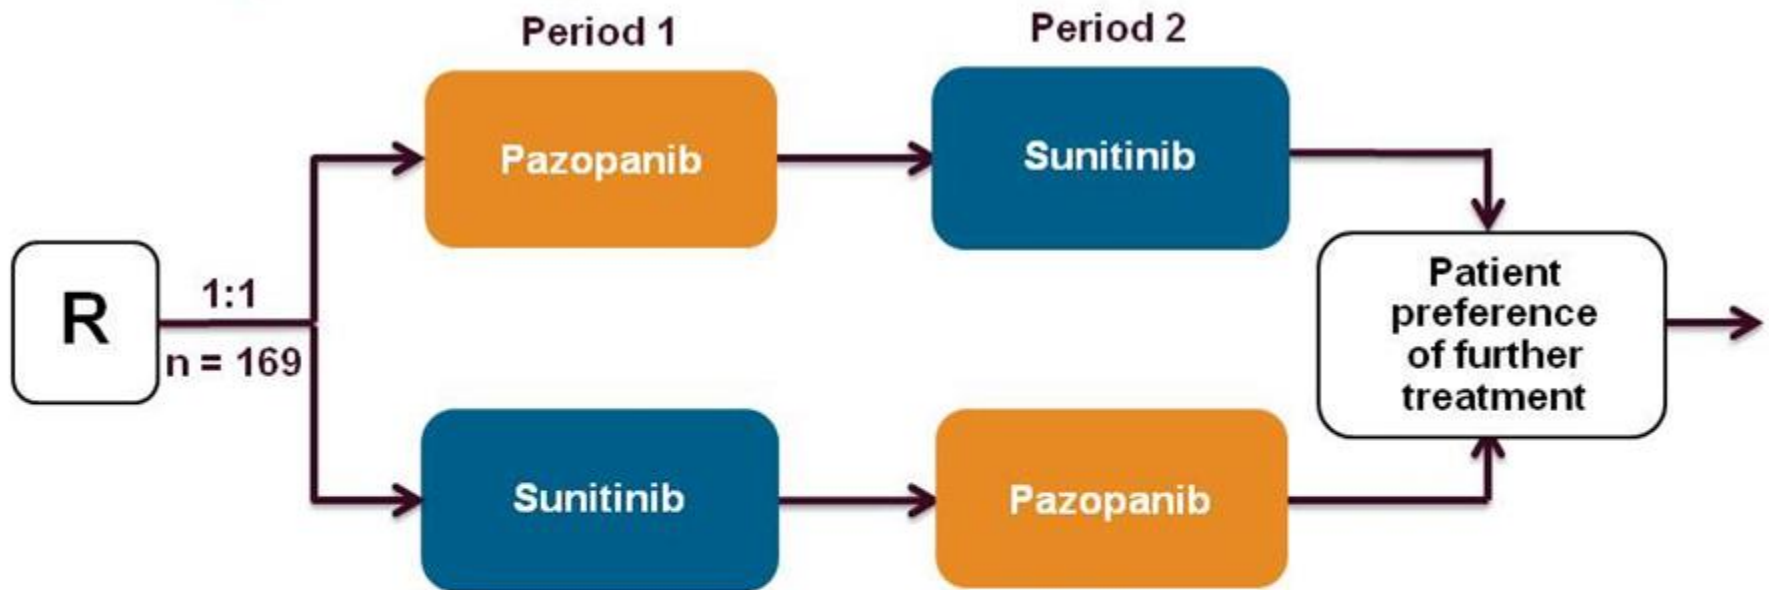 Period 1
Period 2
Pazopanib
Sunitinib
R
1:1
n = 169
Patient
preference
of further
treatment
Sunitinib
Pazopanib